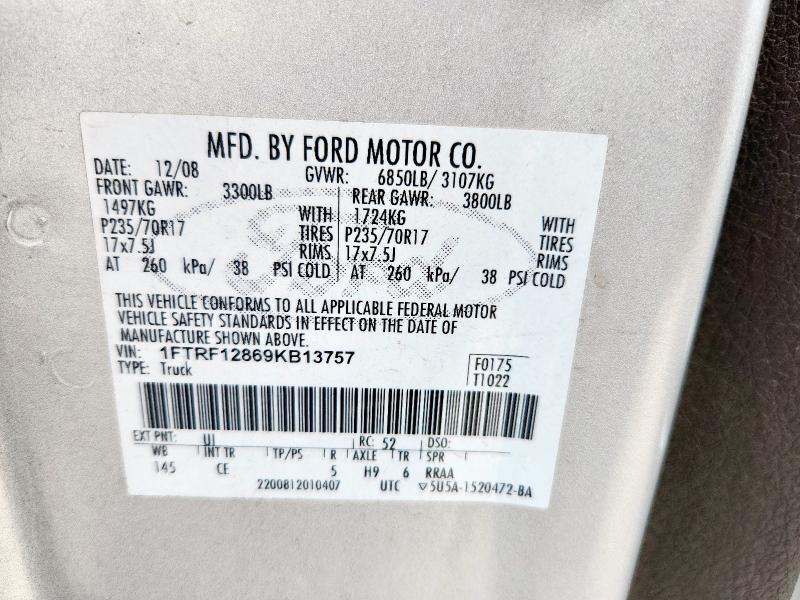 MFD. BY FORD MOTOR CO.
DATE: 12/08 GVWR: 6850LB/ 3107KG
FRONT GAWR: 3300LB REAR GAWR: 3800LB
1497KG WITH 1724KG WITH
P235/70R17 TIRES P235/70R17 TIRES
17x7.5J RIMS 17x7.5J RIMS
AT 260 kPa/ 38 PSI COLD AT 260 kPa/ 38 PSI COLD
Ford
THIS VEHICLE CONFORMS TO ALL APPLICABLE FEDERAL MOTOR
VEHICLE SAFETY STANDARDS IN EFFECT ON THE DATE OF
MANUFACTURE SHOWN ABOVE.
VIN: 1FTRF12869KB13757 F0175
TYPE: Truck T1022
EXT PNT: UJ RC: 52 DSO:
WB INT TR TP/PS R AXLE TR SPR
145 CE 5 H9 6 RRAA
2200812010407 UTC ▽5U5A-1520472-BA